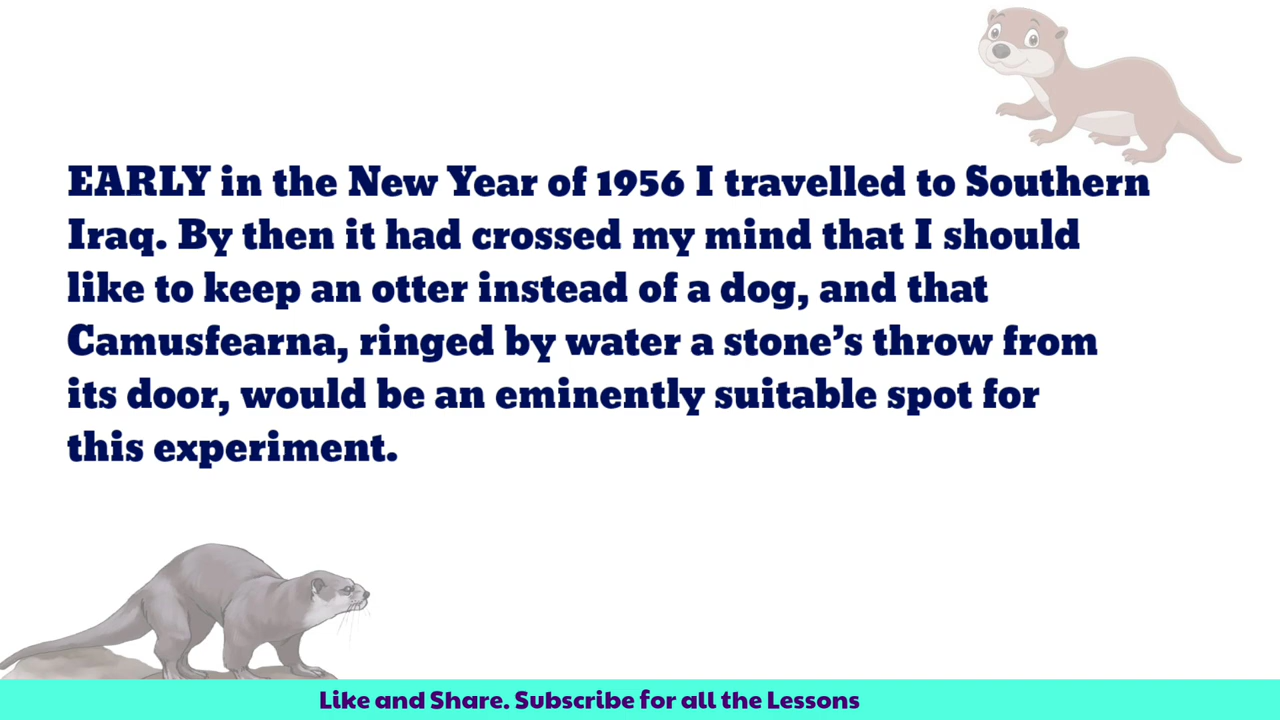 EARLY in the New Year of 1956 I travelled to Southern
Iraq. By then it had crossed my mind that I should
like to keep an otter instead of a dog, and that
Camusfearna, ringed by water a stone’s throw from
its door, would be an eminently suitable spot for
this experiment.
Like and Share. Subscribe for all the Lessons